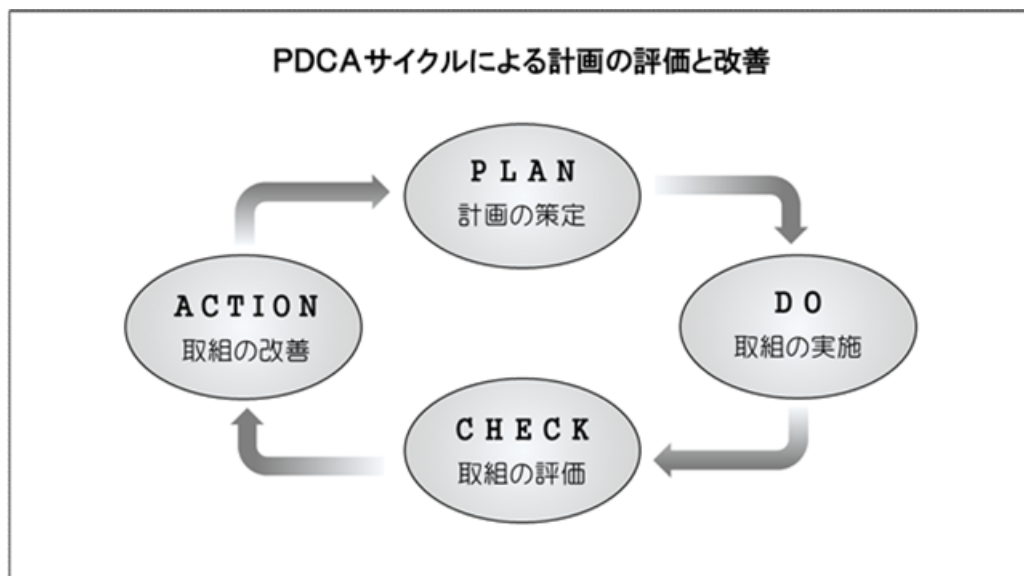 PDCAサイクルによる計画の評価と改善
PLAN
計画の策定
DO
取組の実施
CHECK
取組の評価
ACTION
取組の改善